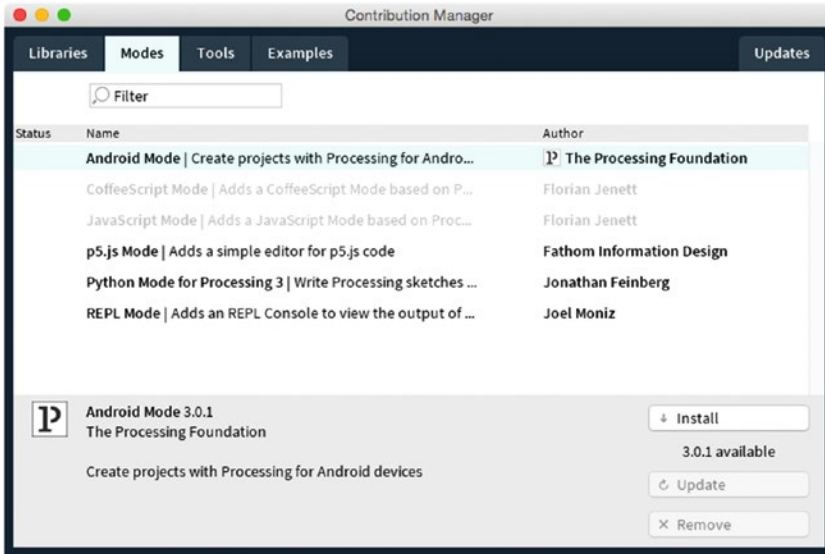 Contribution Manager
Libraries Modes Tools Examples Updates
Filter
Status Name Author
Android Mode | Create projects with Processing for Andro... The Processing Foundation
CoffeeScript Mode | Adds a CoffeeScript Mode based on P... Florian Jenett
JavaScript Mode | Adds a JavaScript Mode based on Proc... Florian Jenett
p5.js Mode | Adds a simple editor for p5.js code Fathom Information Design
Python Mode for Processing 3 | Write Processing sketches ... Jonathan Feinberg
REPL Mode | Adds an REPL Console to view the output of ... Joel Moniz
Android Mode 3.0.1
The Processing Foundation
Create projects with Processing for Android devices
Install
3.0.1 available
Update
Remove